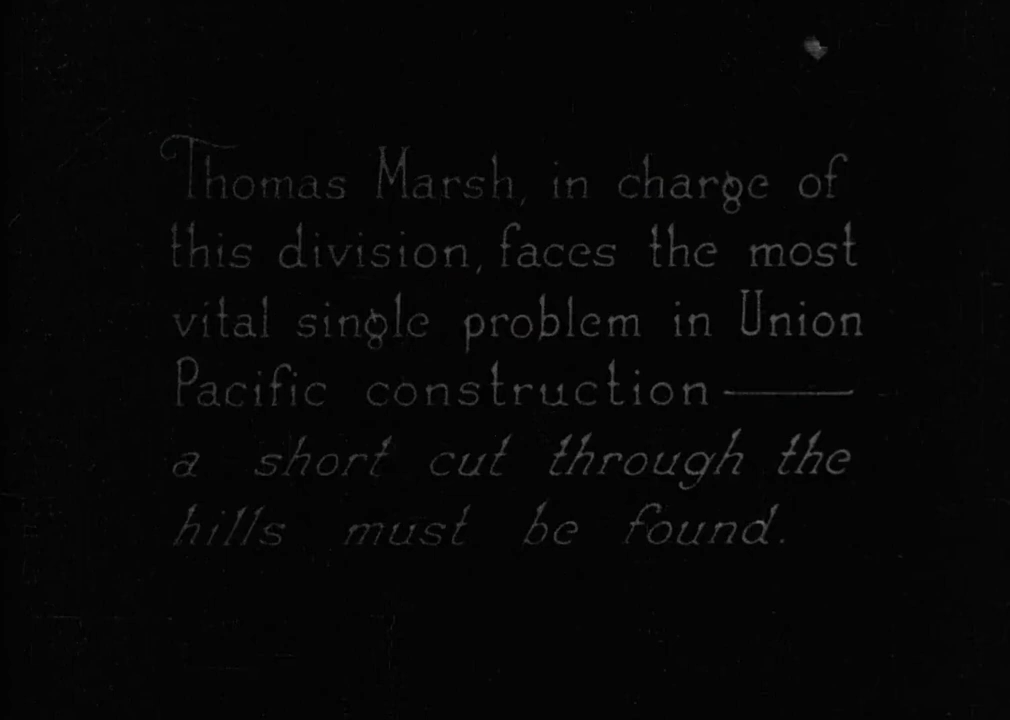 Thomas Marsh, in charge of
this division, faces the most
vital single problem in Union
Pacific construction——
a short cut through the
hills must be found.